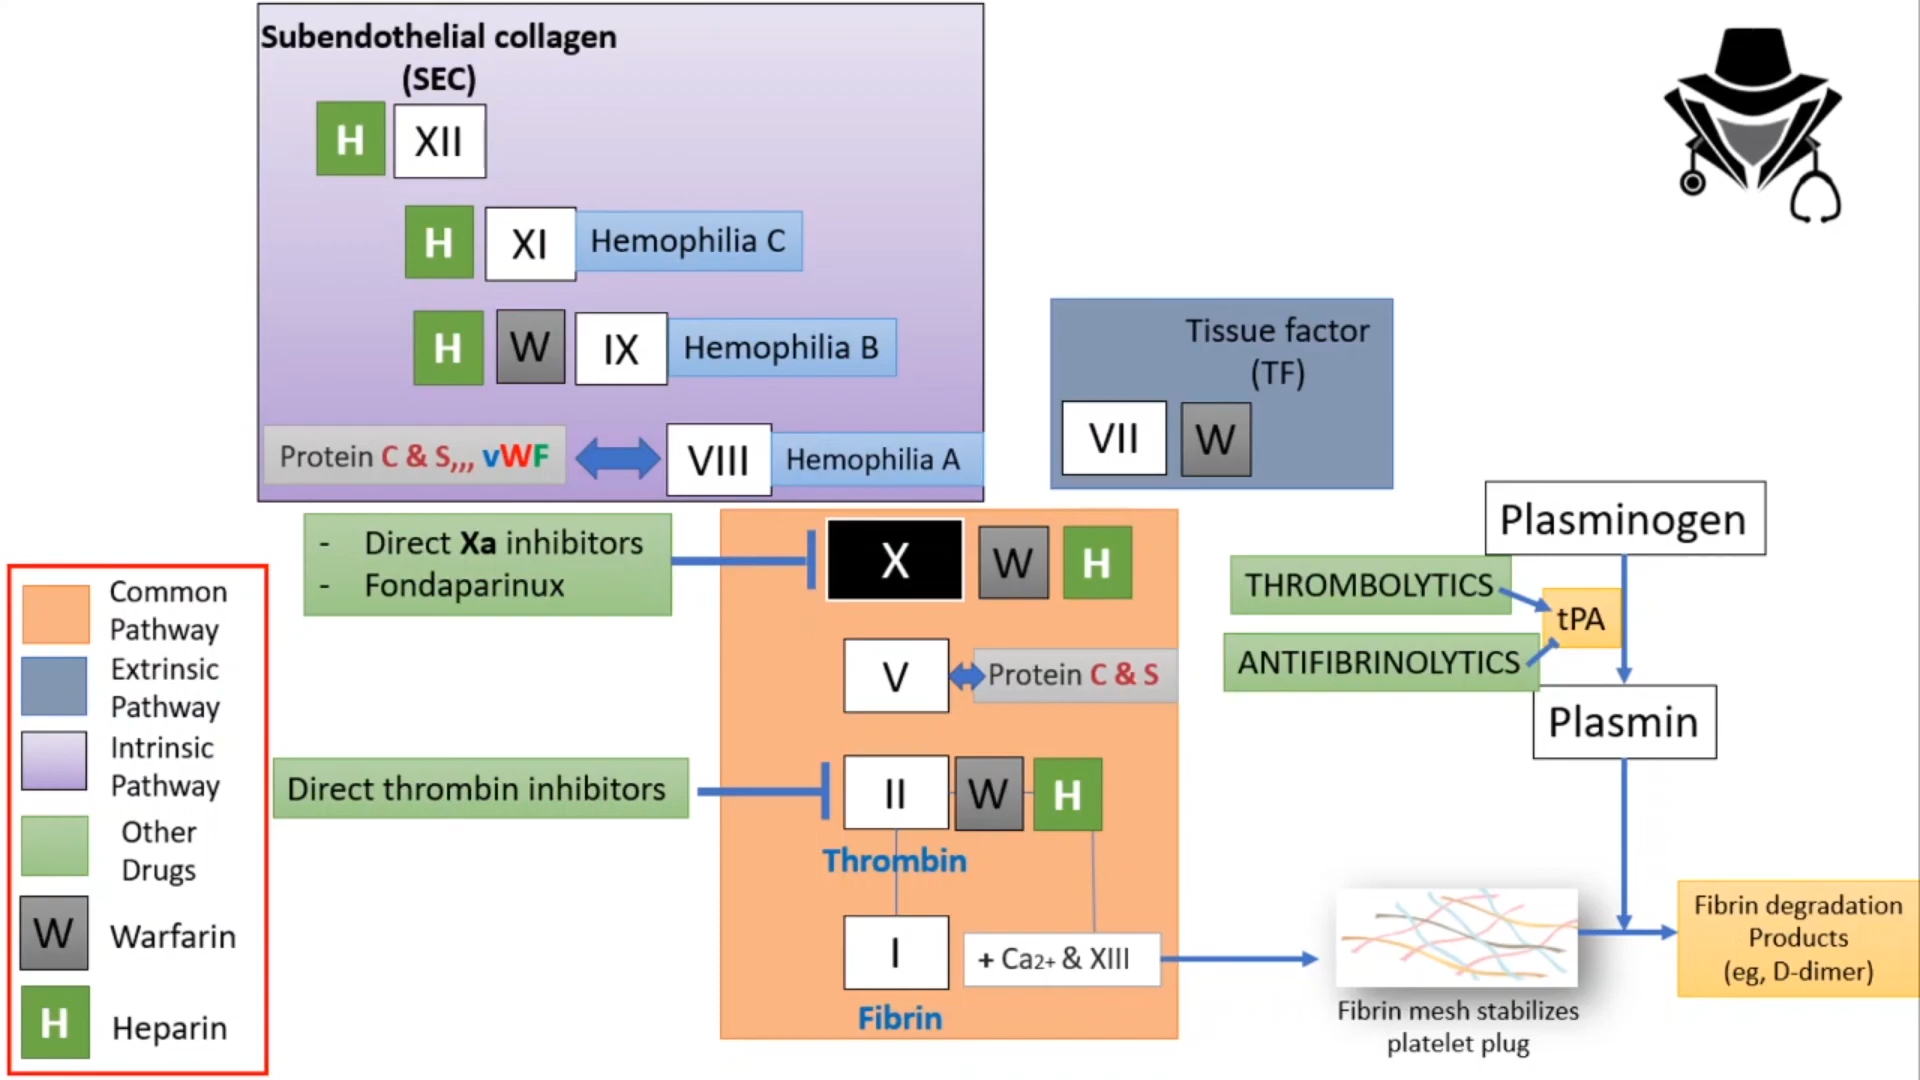 Subendothelial collagen
(SEC)
H XII
H XI Hemophilia C
H W IX Hemophilia B
Protein C & S,,, vWF VIII Hemophilia A
Tissue factor
(TF)
VII W
- Direct Xa inhibitors
- Fondaparinux
X W H
V Protein C & S
Direct thrombin inhibitors
II W H
Thrombin
I + Ca2+ & XIII
Fibrin
Plasminogen
THROMBOLYTICS
tPA
ANTIFIBRINOLYTICS
Plasmin
Fibrin mesh stabilizes
platelet plug
Fibrin degradation
Products
(eg, D-dimer)
Common
Pathway
Extrinsic
Pathway
Intrinsic
Pathway
Other
Drugs
W Warfarin
H Heparin